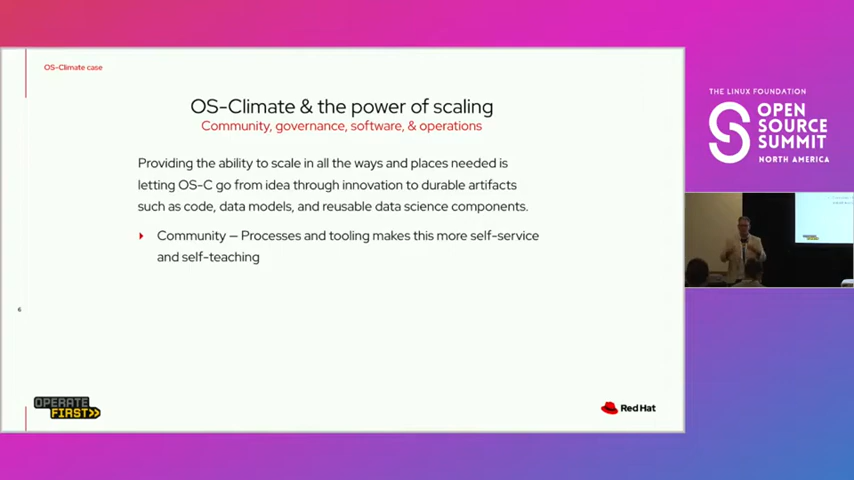 OS-Climate case
OS-Climate & the power of scaling
Community, governance, software, & operations
Providing the ability to scale in all the ways and places needed is
letting OS-C go from idea through innovation to durable artifacts
such as code, data models, and reusable data science components.
Community — Processes and tooling makes this more self-service
and self-teaching
6
OPERATE
FIRST
Red Hat
THE LINUX FOUNDATION
OPEN
SOURCE
SUMMIT
NORTH AMERICA